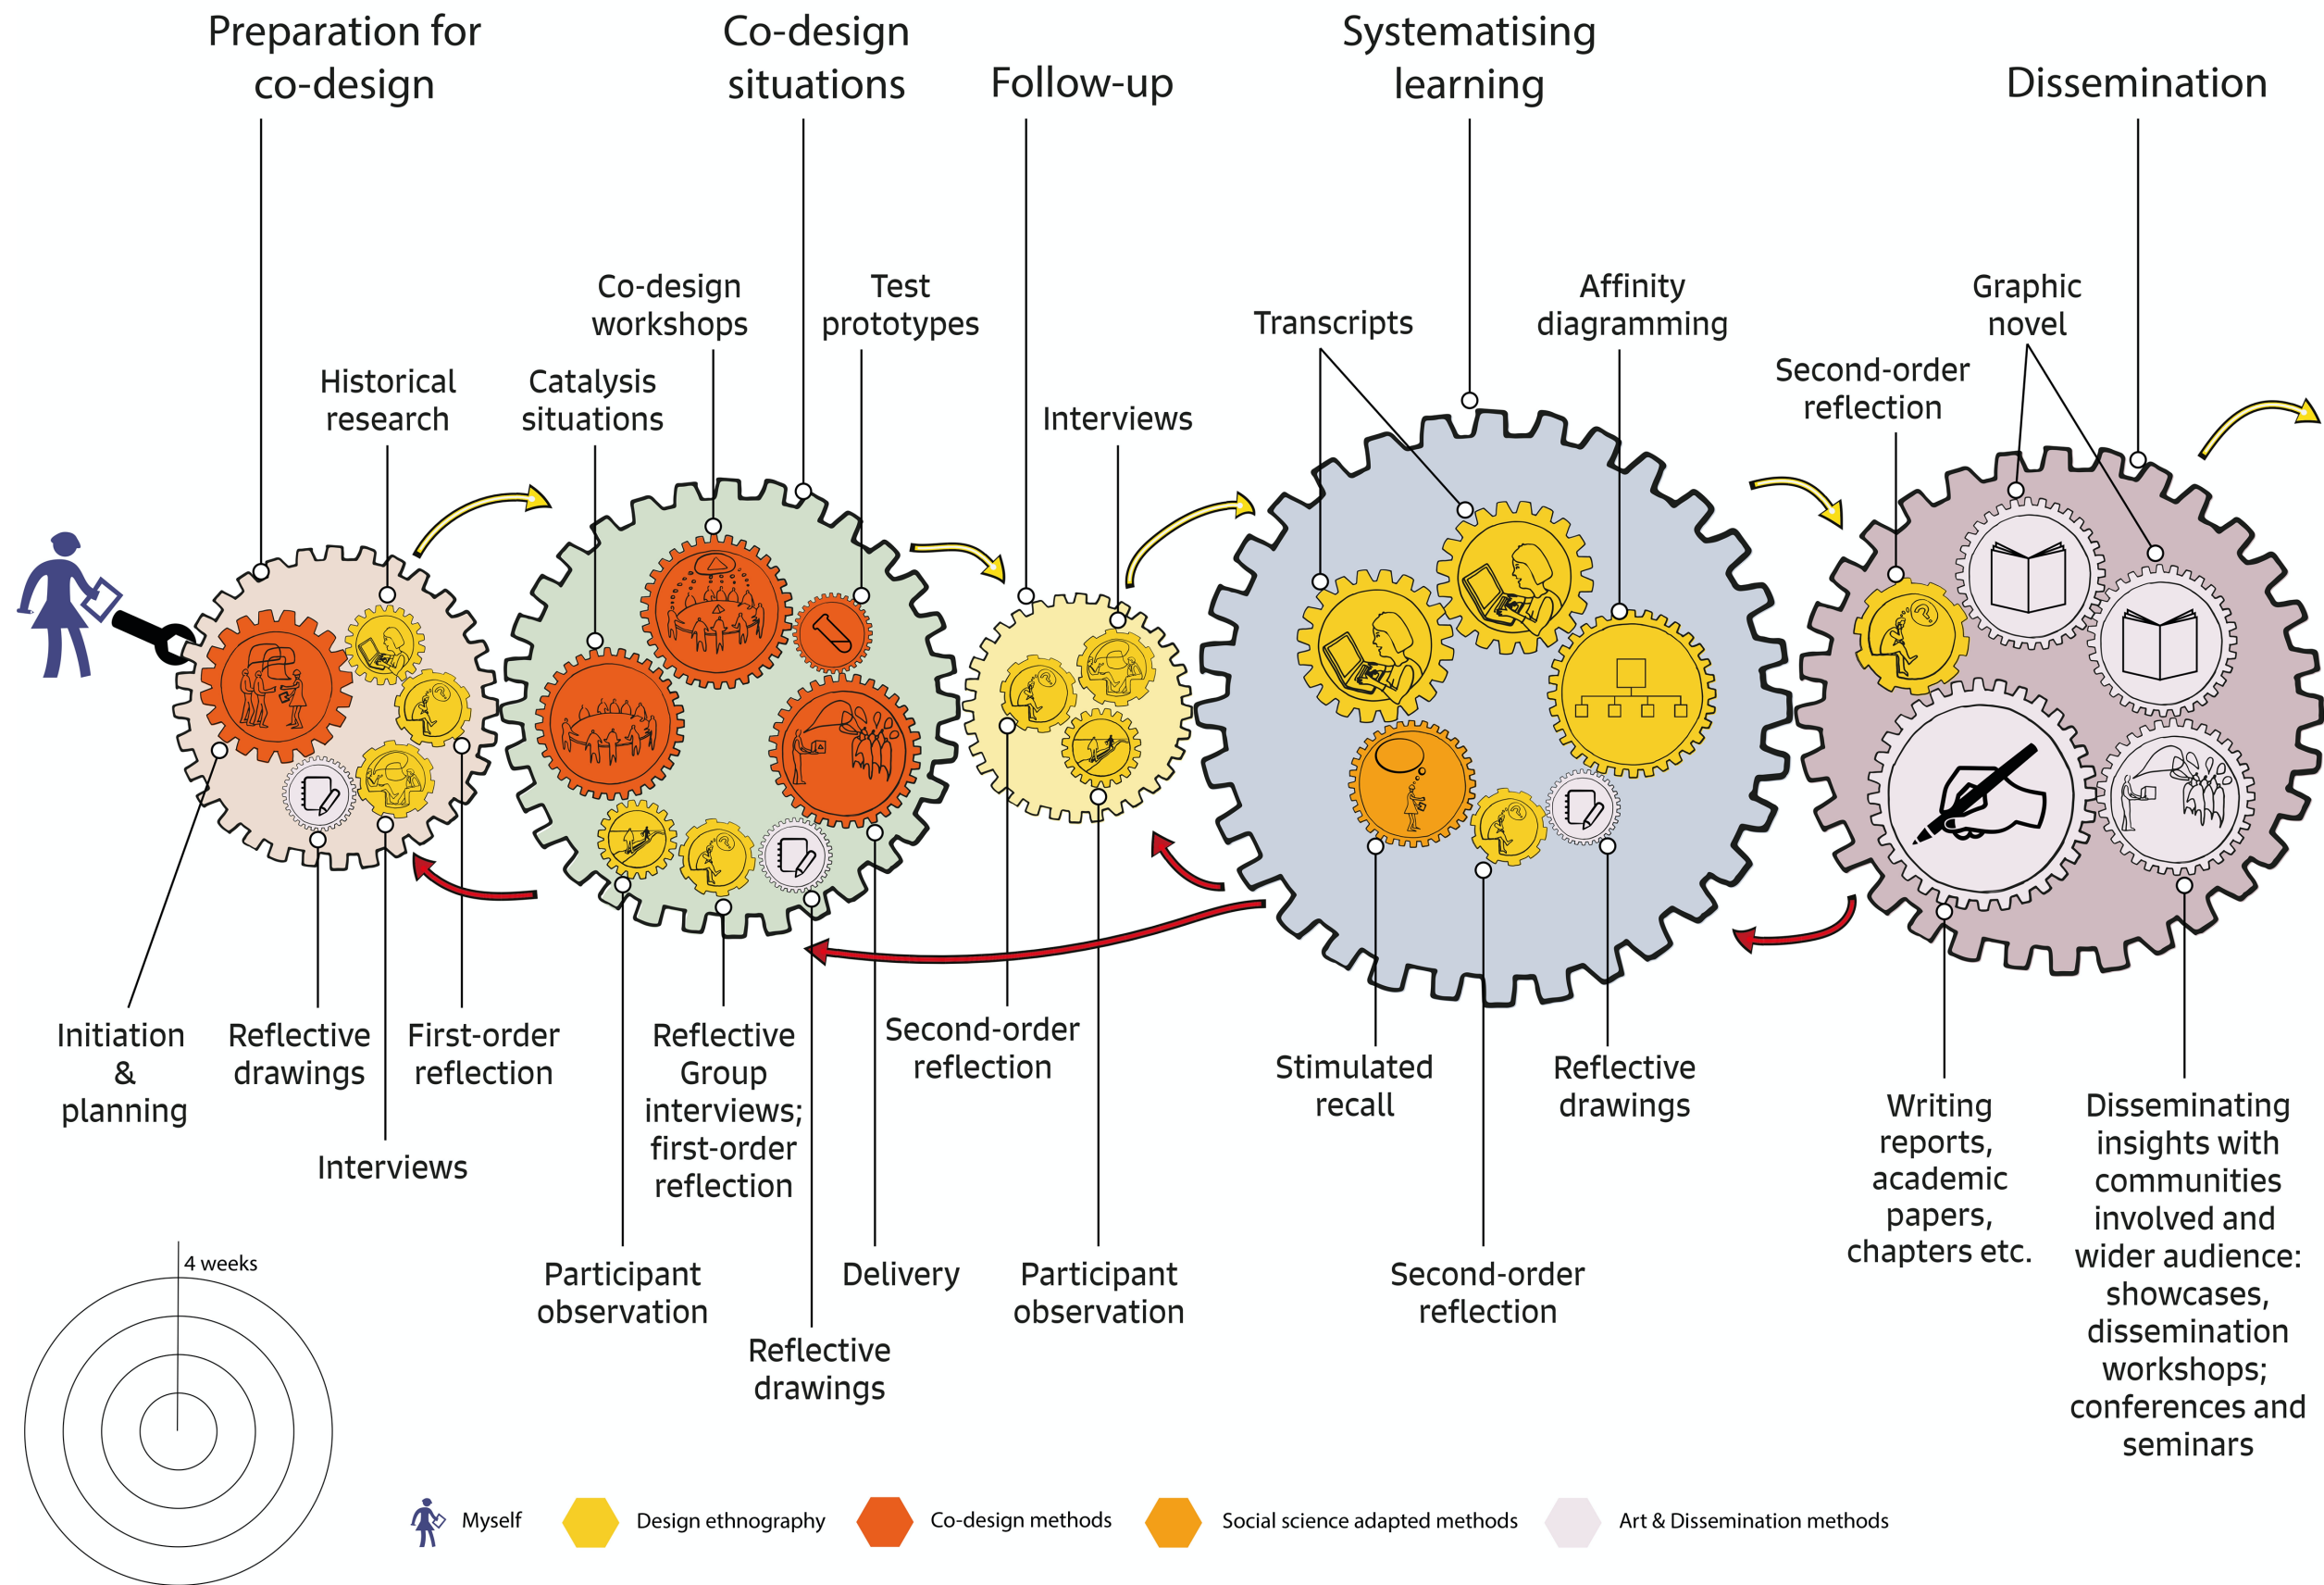 Preparation for
co-design
Co-design
situations
Follow-up
Systematising
learning
Dissemination
Historical
research
Catalysis
situations
Co-design
workshops
Test
prototypes
Interviews
Transcripts
Affinity
diagramming
Second-order
reflection
Graphic
novel
Initiation
&
planning
Reflective
drawings
Interviews
First-order
reflection
Participant
observation
Reflective
Group
interviews;
first-order
reflection
Reflective
drawings
Delivery
Second-order
reflection
Participant
observation
Stimulated
recall
Second-order
reflection
Reflective
drawings
Writing
reports,
academic
papers,
chapters etc.
Disseminating
insights with
communities
involved and
wider audience:
showcases,
dissemination
workshops;
conferences and
seminars
4 weeks
Myself
Design ethnography
Co-design methods
Social science adapted methods
Art & Dissemination methods